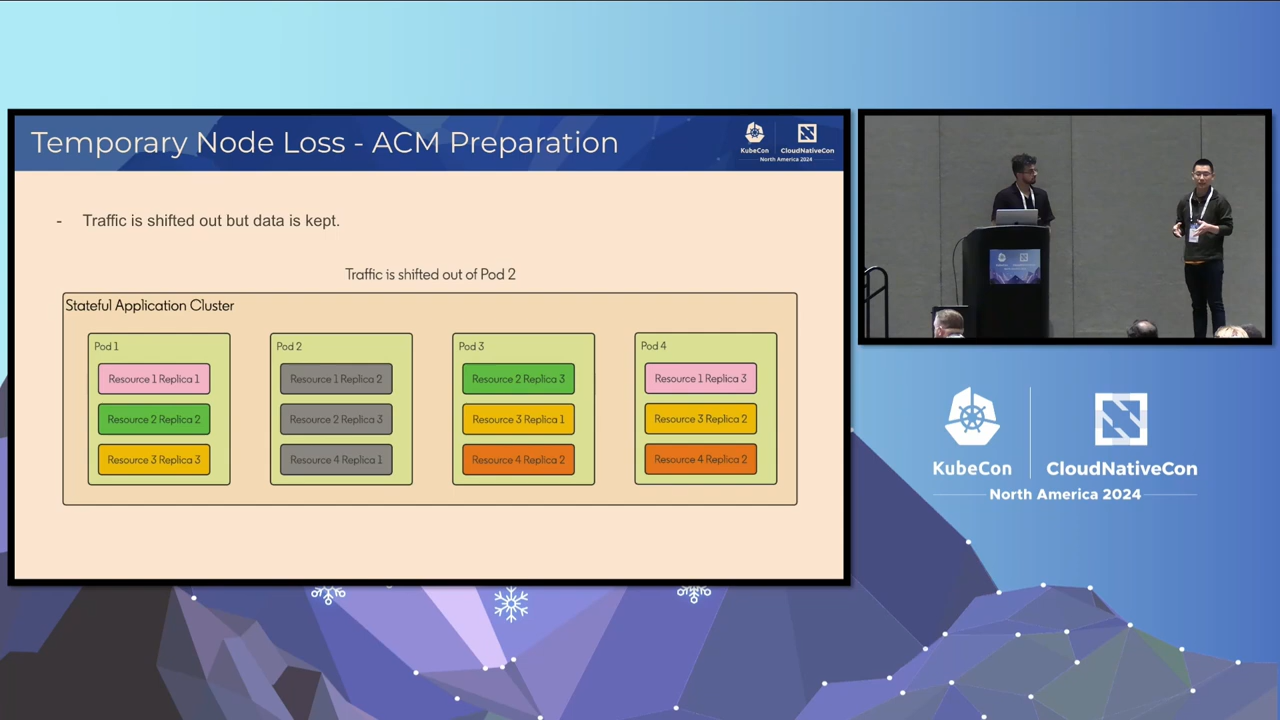 Temporary Node Loss - ACM Preparation
KubeCon
CloudNativeCon
North America 2024
- Traffic is shifted out but data is kept.
Traffic is shifted out of Pod 2
Stateful Application Cluster
Pod 1
Resource 1 Replica 1
Resource 2 Replica 2
Resource 3 Replica 3
Pod 2
Resource 1 Replica 2
Resource 2 Replica 3
Resource 4 Replica 1
Pod 3
Resource 2 Replica 3
Resource 3 Replica 1
Resource 4 Replica 2
Pod 4
Resource 1 Replica 3
Resource 3 Replica 2
Resource 4 Replica 2
KubeCon
CloudNativeCon
North America 2024